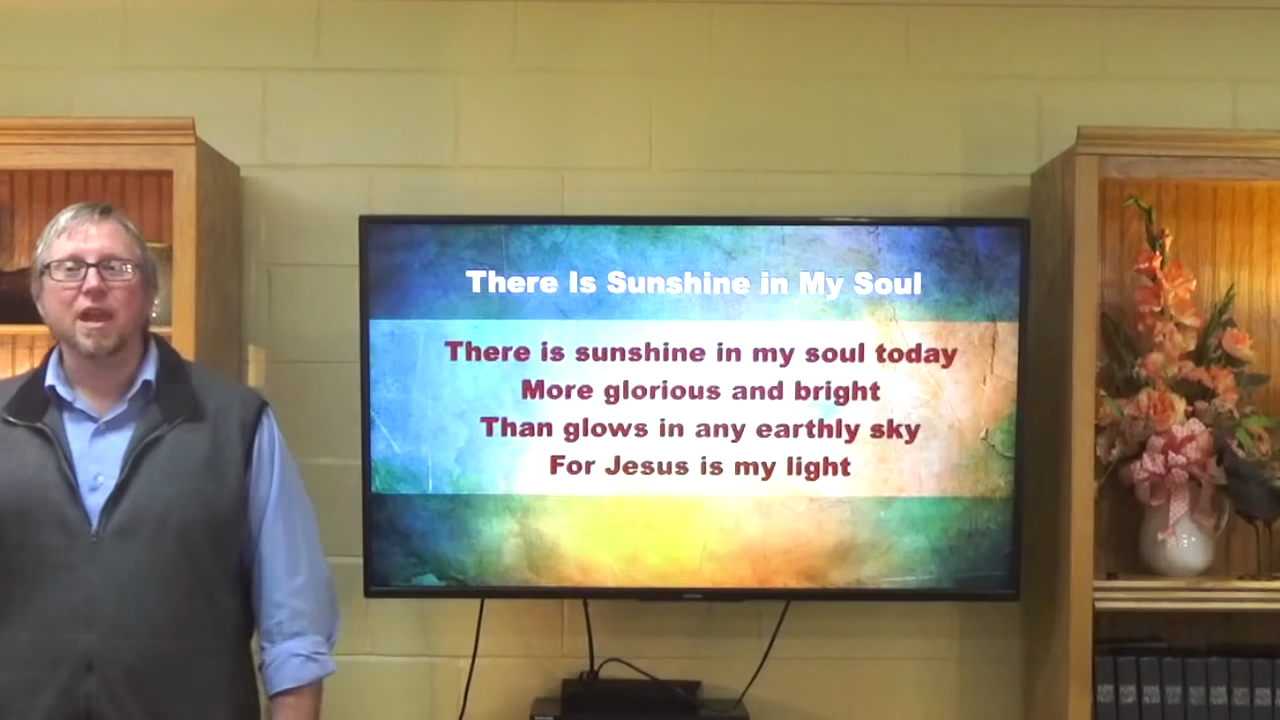 There Is Sunshine in My Soul
There is sunshine in my soul today
More glorious and bright
Than glows in any earthly sky
For Jesus is my light